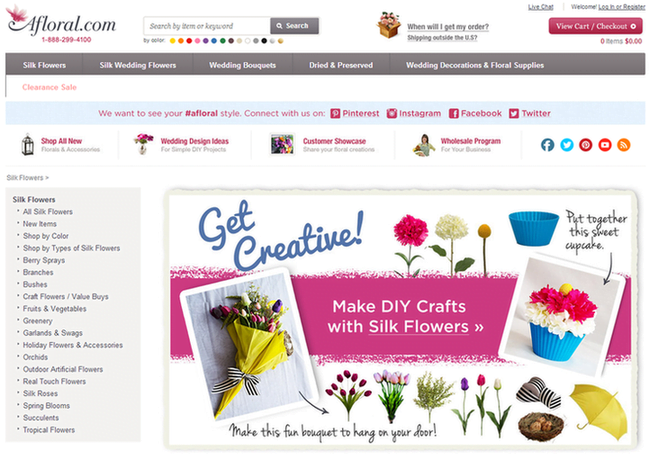 Live Chat
Welcome! Log In or Register
Afloral.com
1-888-299-4100
Search by item or keyword
Search
by color:
When will I get my order?
Shipping outside the U.S?
View Cart / Checkout
0 Items $0.00
Silk Flowers
Silk Wedding Flowers
Wedding Bouquets
Dried & Preserved
Wedding Decorations & Floral Supplies
Clearance Sale
We want to see your #afloral style. Connect with us on: Pinterest Instagram Facebook Twitter
Shop All New
Florals & Accessories
Wedding Design Ideas
For Simple DIY Projects
Customer Showcase
Share your floral creations
Wholesale Program
For Your Business
Silk Flowers >
Silk Flowers
All Silk Flowers
New Items
Shop by Color
Shop by Types of Silk Flowers
Berry Sprays
Branches
Bushes
Craft Flowers / Value Buys
Fruits & Vegetables
Greenery
Garlands & Swags
Holiday Flowers & Accessories
Orchids
Outdoor Artificial Flowers
Real Touch Flowers
Silk Roses
Spring Blooms
Succulents
Tropical Flowers
Get
Creative!
Put together
this sweet
cupcake.
Make DIY Crafts
with Silk Flowers »
Make this fun bouquet to hang on your door!